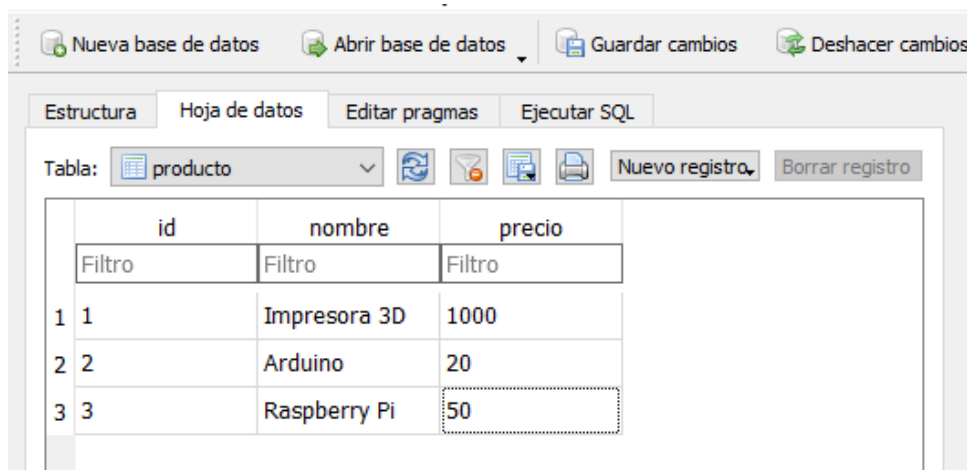 Nueva base de datos Abrir base de datos Guardar cambios Deshacer cambios
Estructura Hoja de datos Editar pragmas Ejecutar SQL
Tabla: producto Nuevo registro Borrar registro
id nombre precio
Filtro Filtro Filtro
1 1 Impresora 3D 1000
2 2 Arduino 20
3 3 Raspberry Pi 50